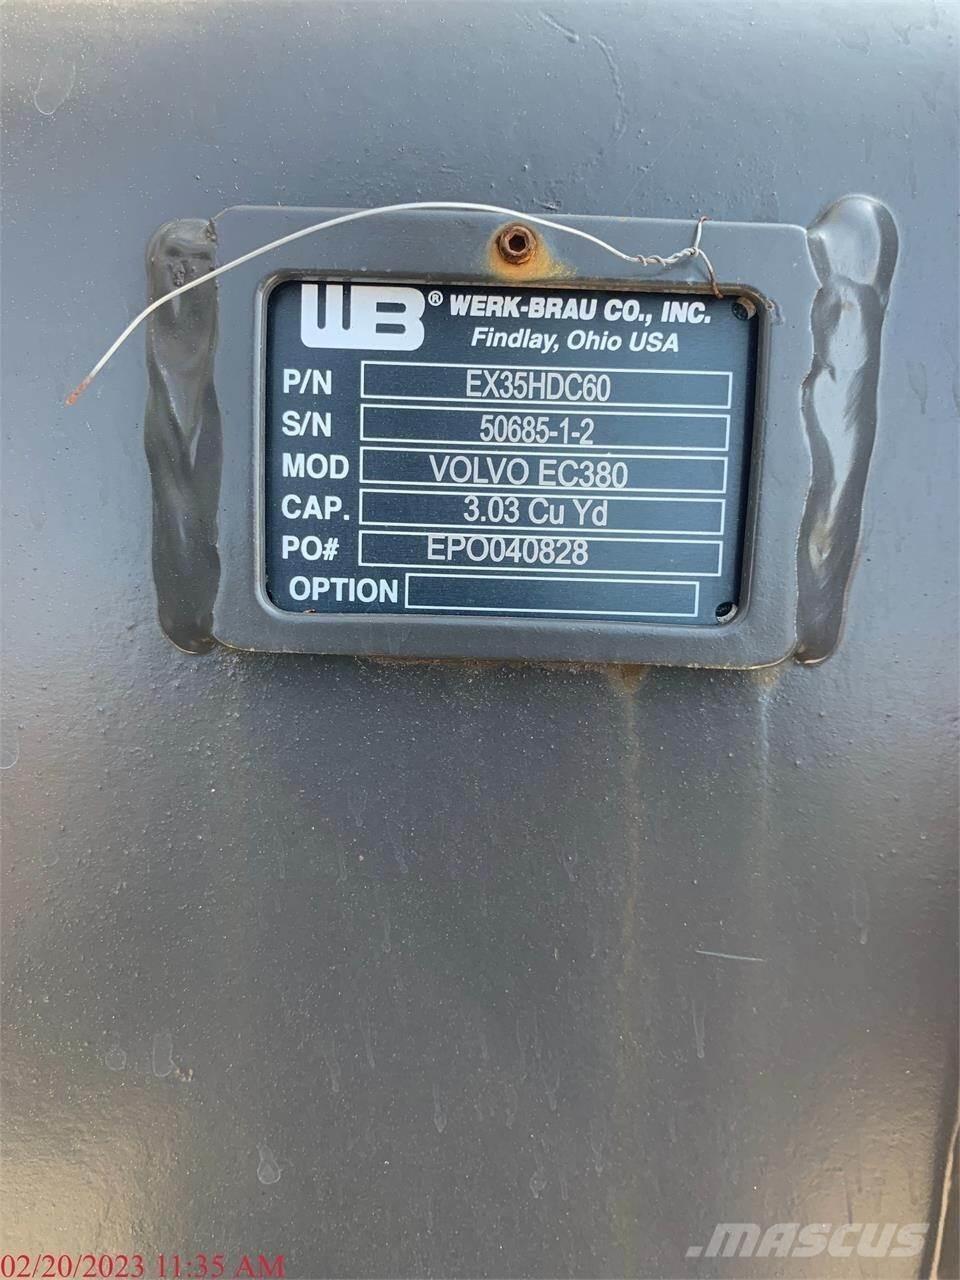 WB® WERK-BRAU CO., INC.
Findlay, Ohio USA
P/N EX35HDC60
S/N 50685-1-2
MOD VOLVO EC380
CAP. 3.03 Cu Yd
PO# EPO040828
OPTION
02/20/2023 11:35 AM
.MASCUS